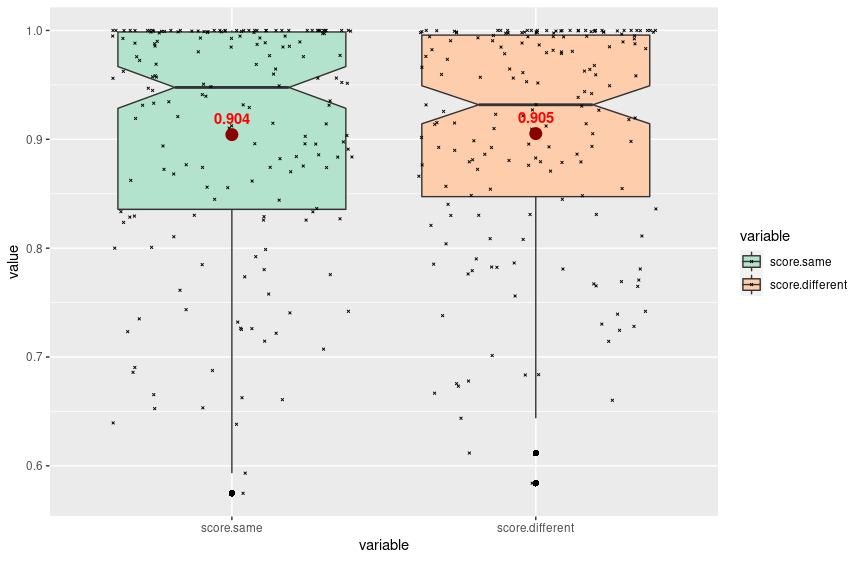 value
1.0
0.9
0.8
0.7
0.6
0.904
0.905
score.same
score.different
variable
variable
score.same
score.different